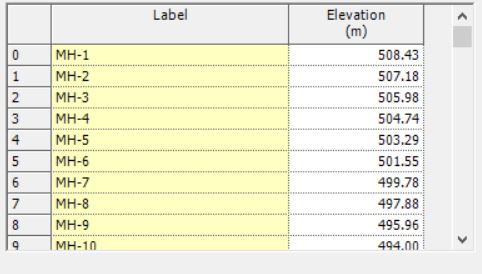 Label Elevation
(m)
0 MH-1 508.43
1 MH-2 507.18
2 MH-3 505.98
3 MH-4 504.74
4 MH-5 503.29
5 MH-6 501.55
6 MH-7 499.78
7 MH-8 497.88
8 MH-9 495.96
9 MH-10 494.00